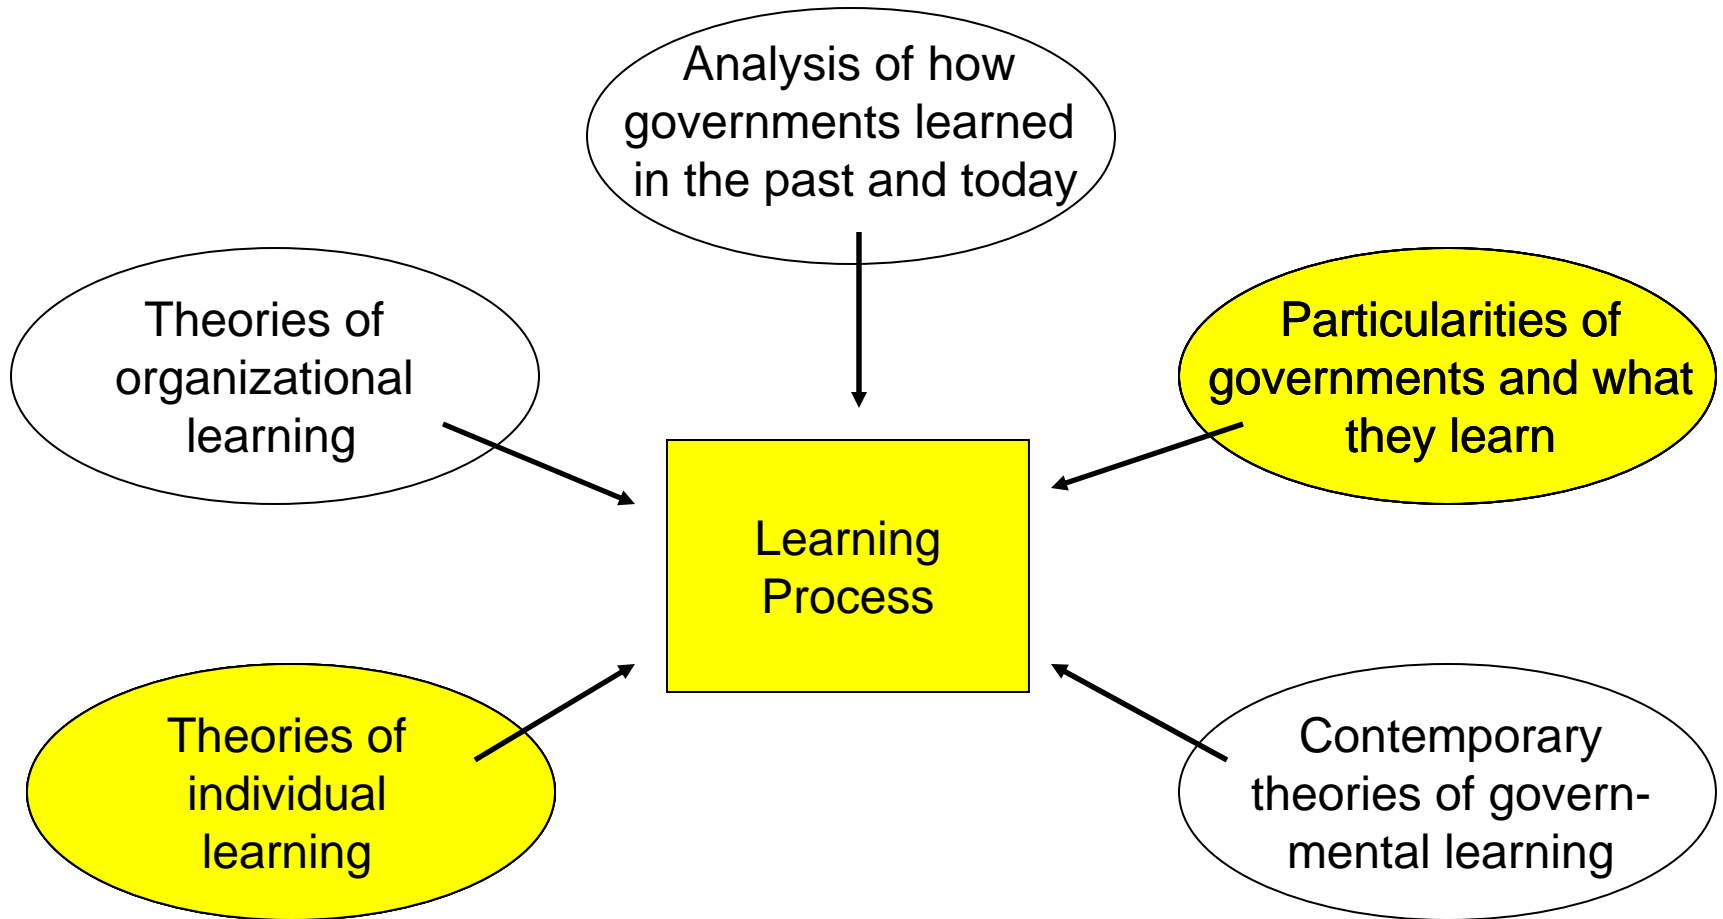 Analysis of how
governments learned
in the past and today
Theories of
organizational
learning
Particularities of
governments and what
they learn
Learning
Process
Theories of
individual
learning
Contemporary
theories of govern-
mental learning